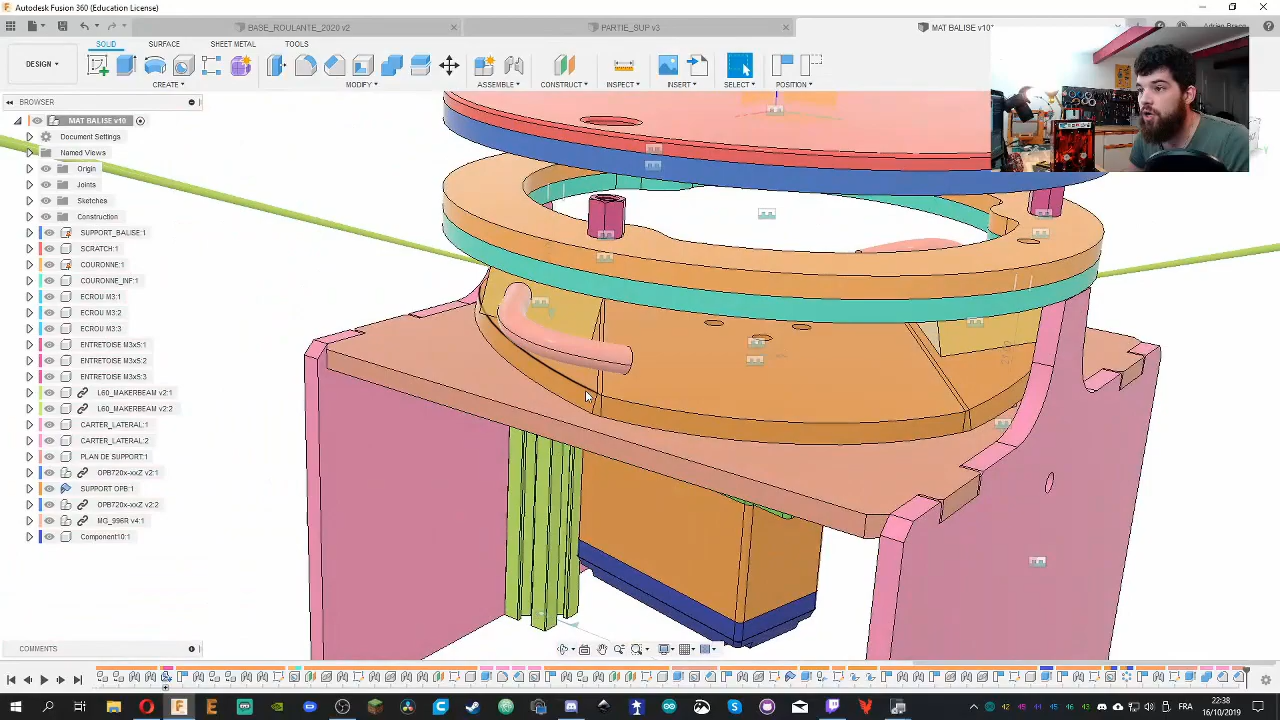 Autodesk Fusion 360 (Education License)
BASE_ROULANTE_2020 v2
PARTIE_SUP v3
MAT BALISE v10*
SOLID
SURFACE
SHEET METAL
TOOLS
DESIGN
CREATE
MODIFY
ASSEMBLE
CONSTRUCT
INSPECT
INSERT
SELECT
POSITION
BROWSER
MAT BALISE v10
Document Settings
Named Views
Origin
Joints
Sketches
Construction
SUPPORT_BALISE:1
SCRATCH:1
COURONNE:1
COURONNE_INF:1
ECROU M3:1
ECROU M3:2
ECROU M3:3
ENTRETOISE M3x5:1
ENTRETOISE M3x5:2
ENTRETOISE M3x5:3
L60_MAKERBEAM v2:1
L60_MAKERBEAM v2:2
CARTER_LATERAL:1
CARTER_LATERAL:2
PLAN DE SUPPORT:1
OPB720x-xxZ v2:1
SUPPORT OPB:1
OPB720x-xxZ v2:2
MG_996R v4:1
Component10:1
COMMENTS
FRA
22:38
16/10/2019